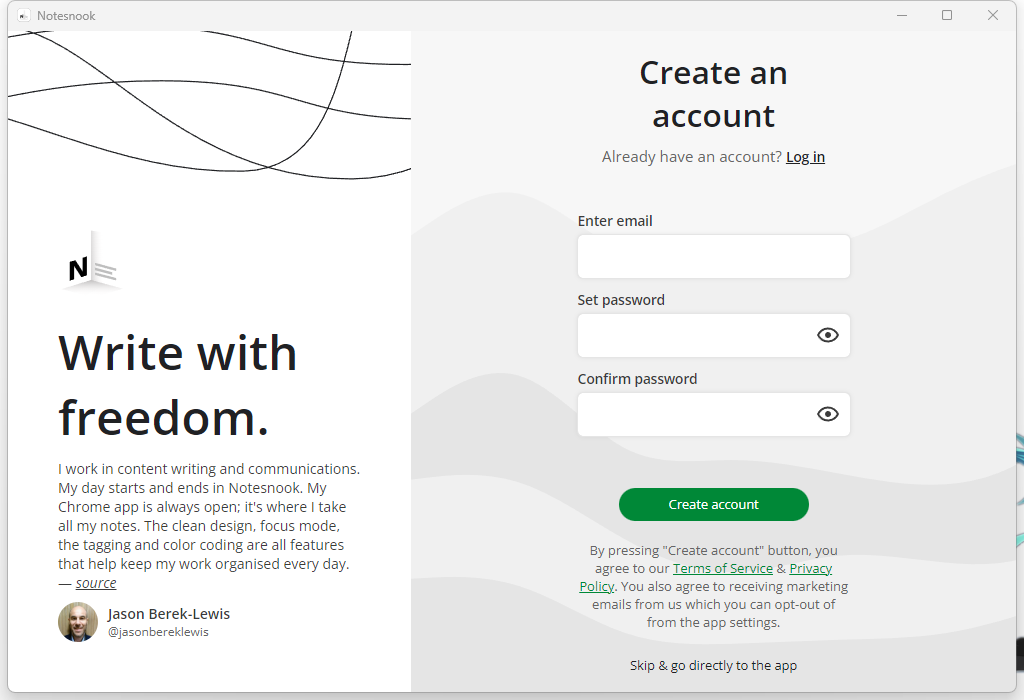 Notesnook
N
Write with
freedom.
I work in content writing and communications.
My day starts and ends in Notesnook. My
Chrome app is always open; it's where I take
all my notes. The clean design, focus mode,
the tagging and color coding are all features
that help keep my work organised every day.
— source
Jason Berek-Lewis
@jasonbereklewis
Create an
account
Already have an account? Log in
Enter email
Set password
Confirm password
Create account
By pressing "Create account" button, you
agree to our Terms of Service & Privacy
Policy. You also agree to receiving marketing
emails from us which you can opt-out of
from the app settings.
Skip & go directly to the app